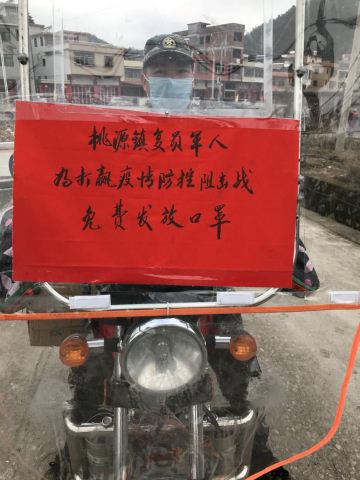 桃源镇复员军人
为打赢疫情防控阻击战
免费发放口罩